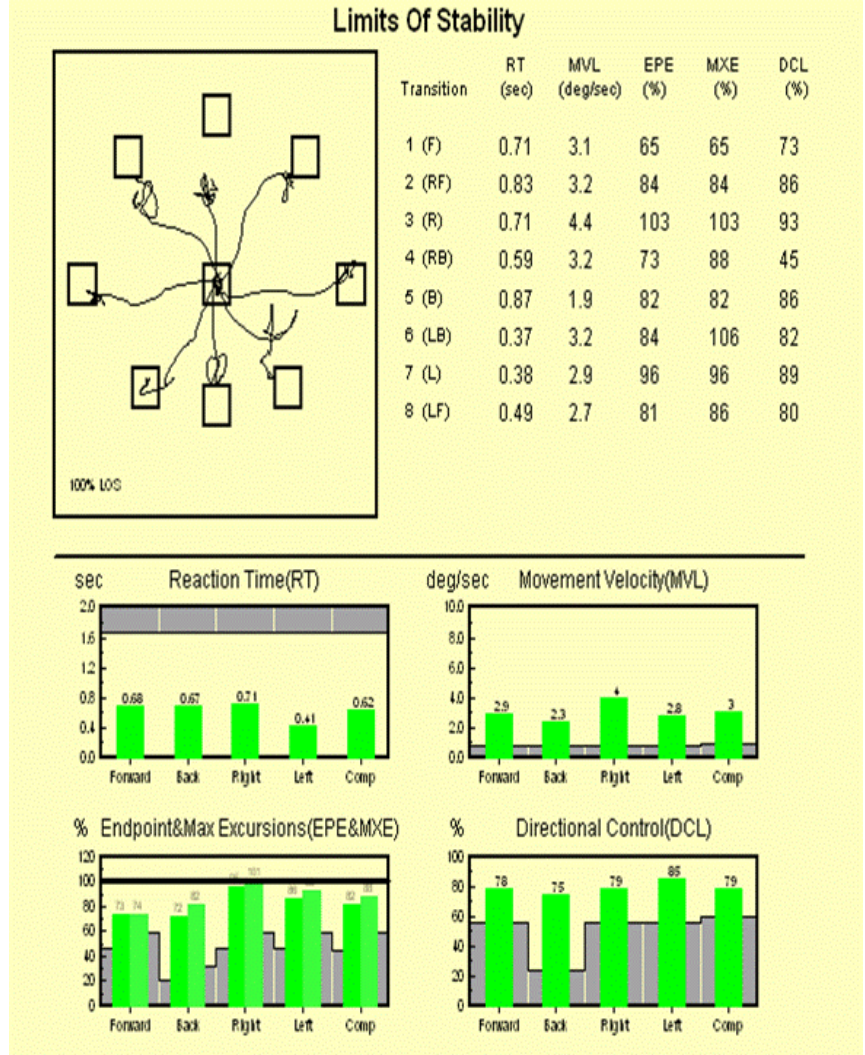 Limits Of Stability
RT MVL EPE MXE DCL
Transition (sec) (deg/sec) (%) (%) (%)
1 (F) 0.71 3.1 65 65 73
2 (RF) 0.83 3.2 84 84 86
3 (R) 0.71 4.4 103 103 93
4 (RB) 0.59 3.2 73 88 45
5 (B) 0.87 1.9 82 82 86
6 (LB) 0.37 3.2 84 106 82
7 (L) 0.38 2.9 96 96 89
8 (LF) 0.49 2.7 81 86 80
100% LOS
sec Reaction Time(RT)
2.0
1.6
1.2
0.8
0.4
0.0
0.68 0.67 0.71 0.41 0.62
Forward Back Right Left Comp
deg/sec Movement Velocity(MVL)
10.0
8.0
6.0
4.0
2.0
0.0
2.9 2.3 4 2.8 3
Forward Back Right Left Comp
% Endpoint&Max Excursions(EPE&MXE)
120
100
80
60
40
20
0
73 74 72 82 101 86 82 88
Forward Back Right Left Comp
% Directional Control(DCL)
100
80
60
40
20
0
78 75 79 85 79
Forward Back Right Left Comp